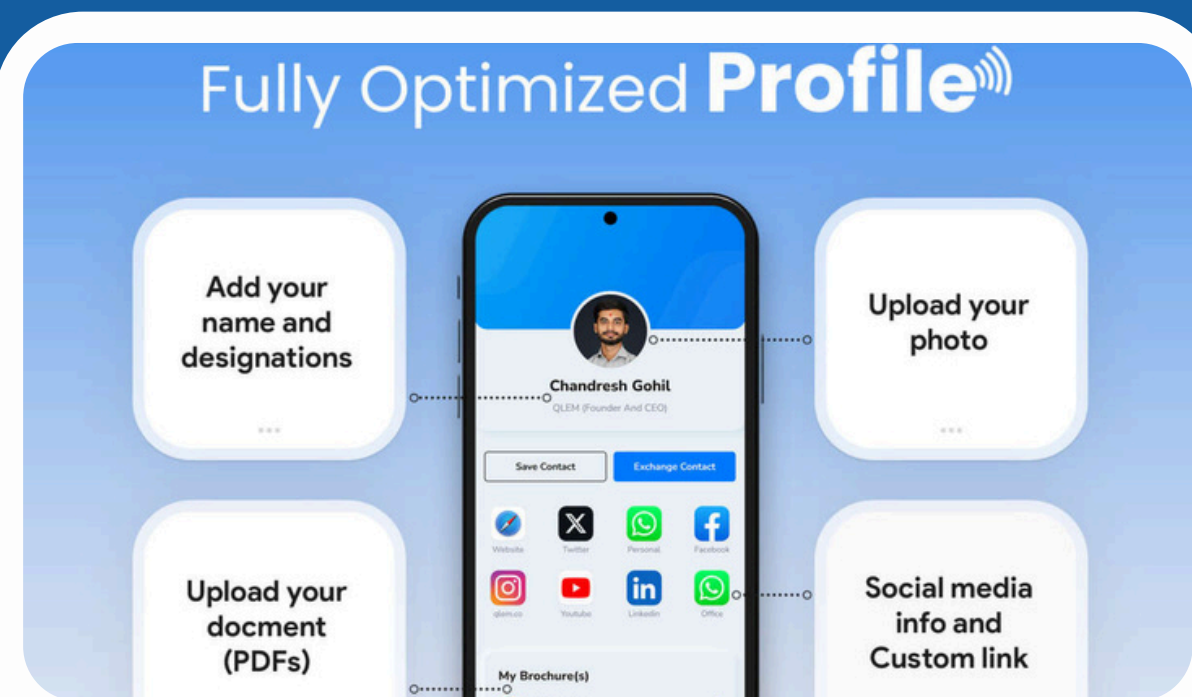 Fully Optimized Profile
Add your
name and
designations
Upload your
photo
Chandresh Gohil
QLEM (Founder And CEO)
Save Contact
Exchange Contact
Website
Twitter
Personal
Facebook
qlem.co
Youtube
Linkedin
Office
Upload your
docment
(PDFs)
Social media
info and
Custom link
My Brochure(s)